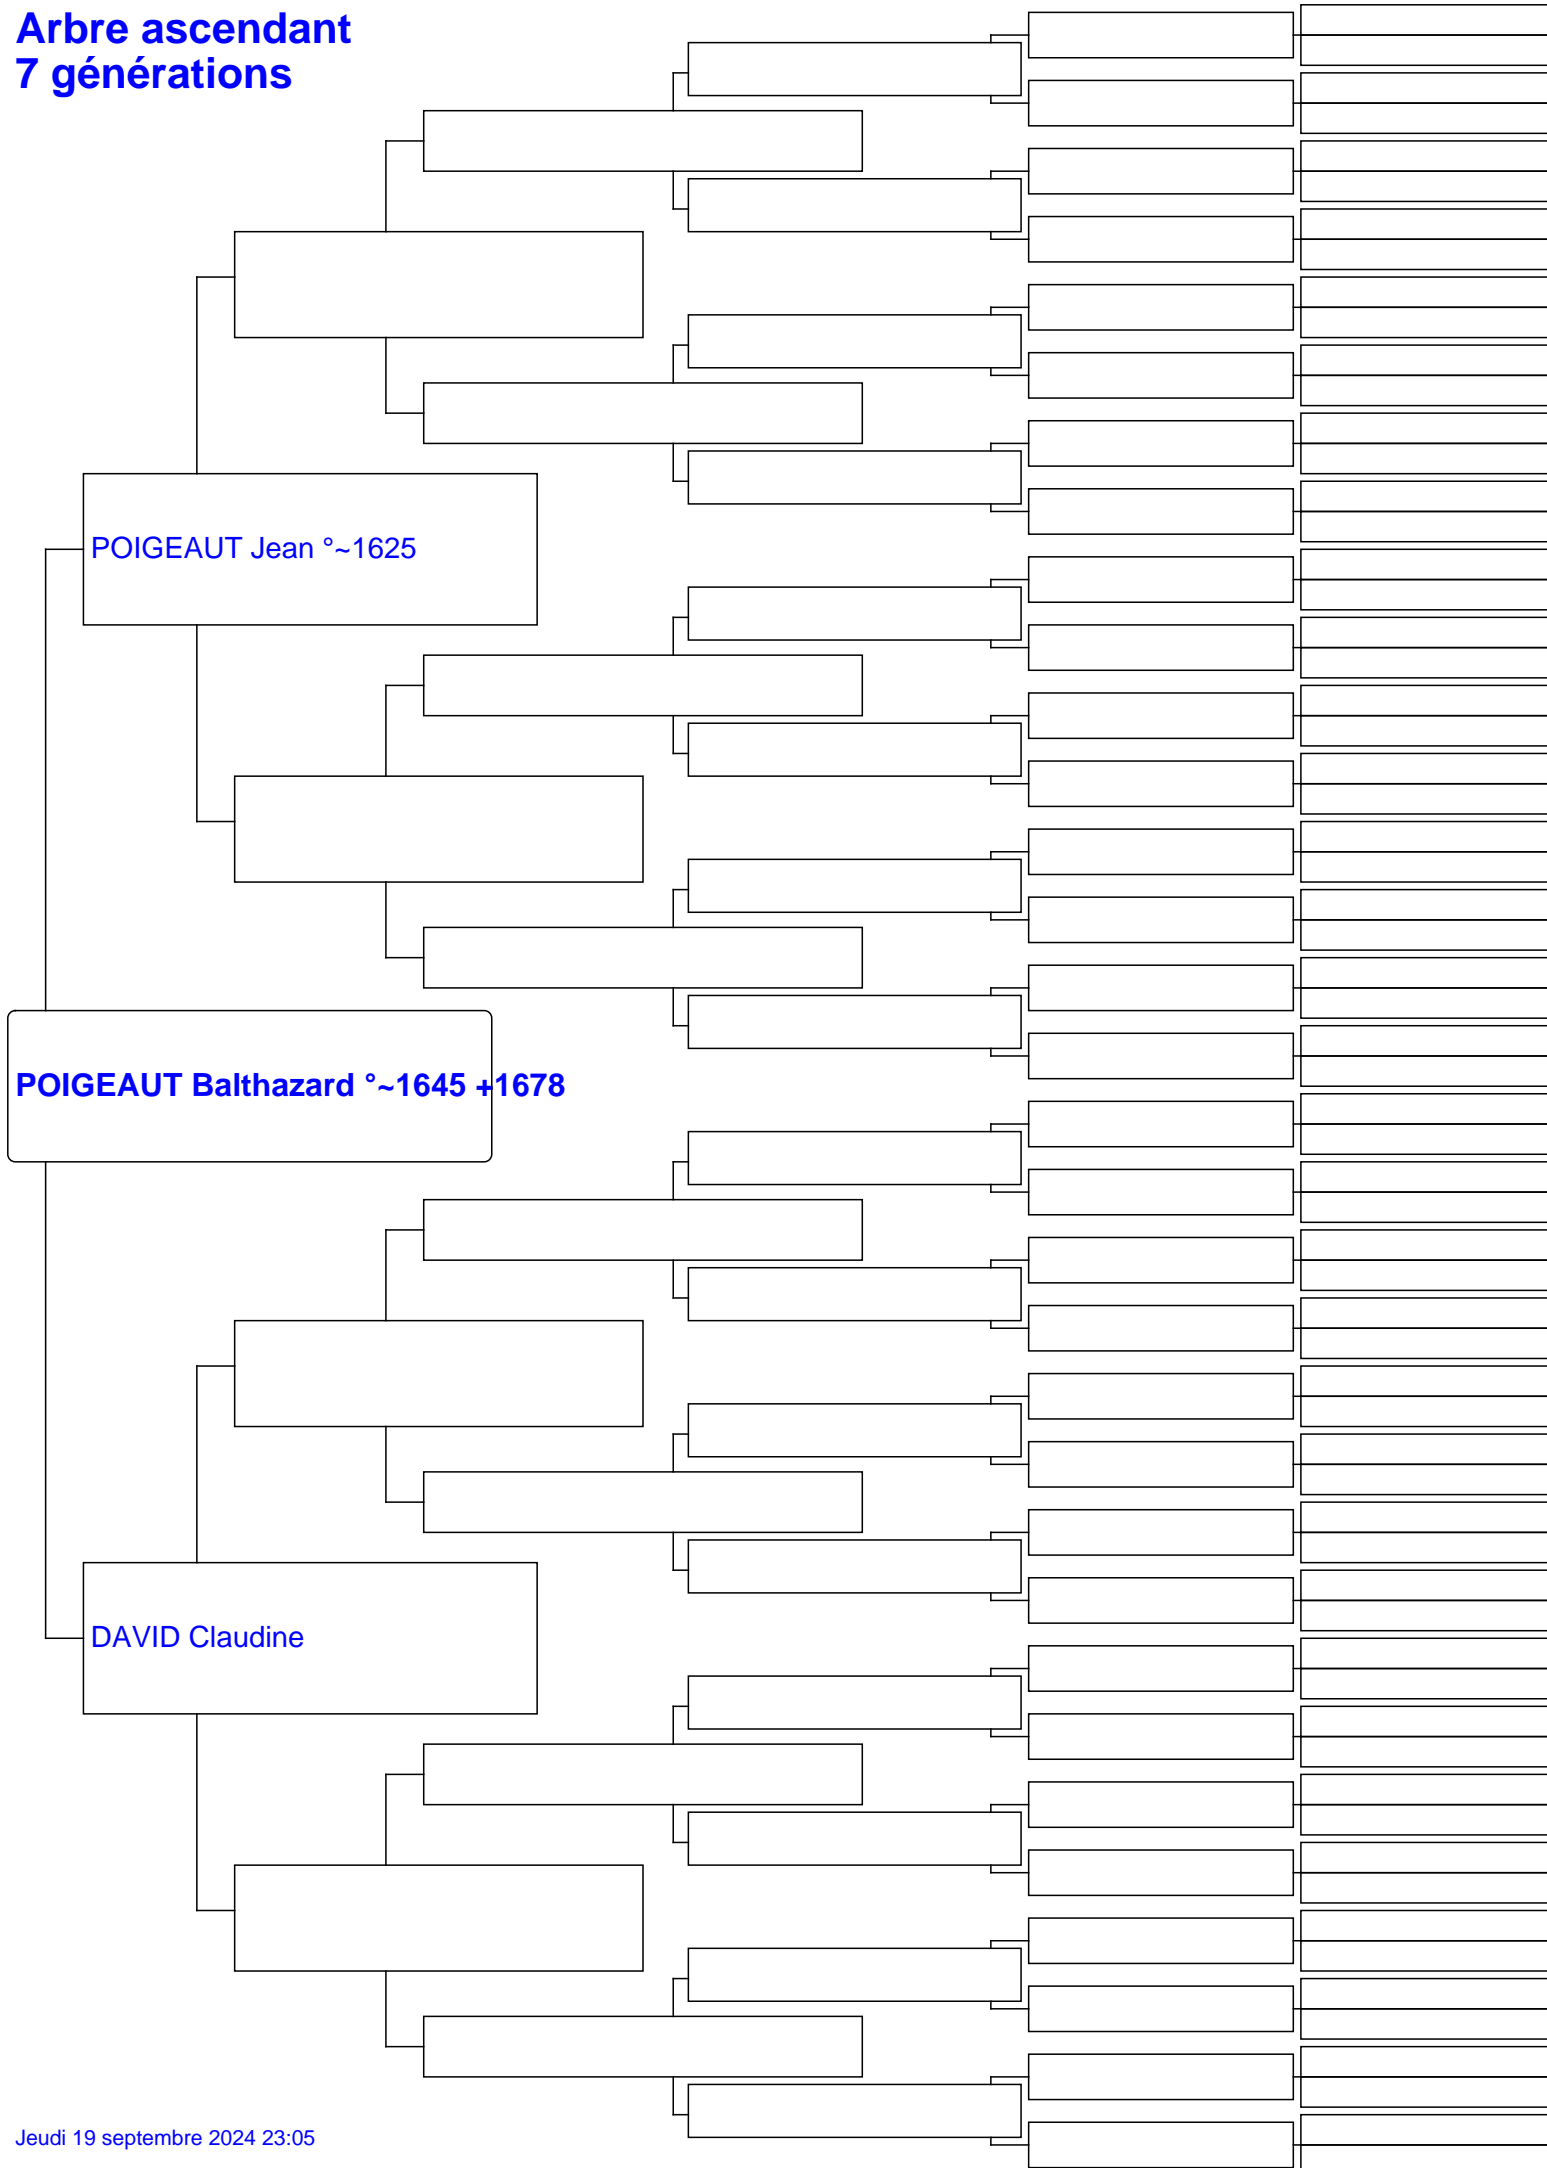 Arbre ascendant
7 générations
POIGEAUT Jean °~1625
POIGEAUT Balthazard °~1645 +1678
DAVID Claudine
Jeudi 19 septembre 2024 23:05